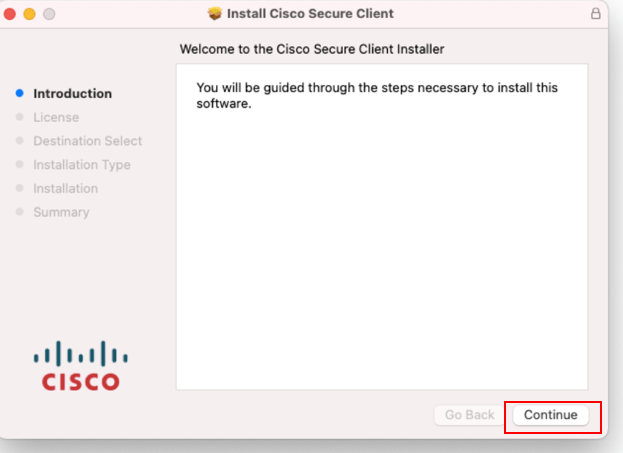 Install Cisco Secure Client
Welcome to the Cisco Secure Client Installer
Introduction
License
Destination Select
Installation Type
Installation
Summary
You will be guided through the steps necessary to install this
software.
CISCO
Go Back
Continue